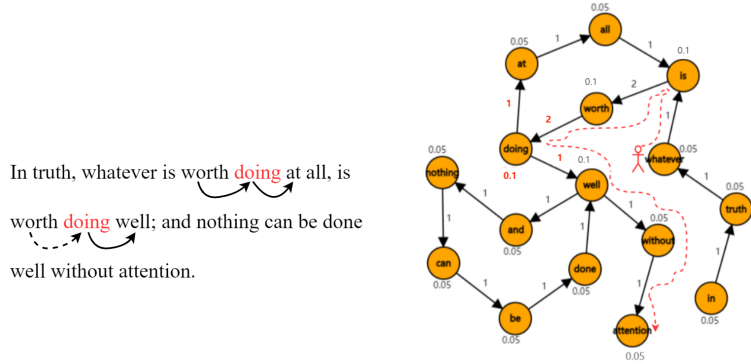 In truth, whatever is worth doing at all, is
worth doing well; and nothing can be done
well without attention.
0.05
all
0.05
at
1
1
0.1
is
0.1
worth
2
1
2
1
doing
0.1
1
0.1
well
0.05
whatever
1
0.05
nothing
1
1
and
0.05
1
1
0.05
without
0.05
truth
1
can
0.05
1
be
0.05
1
done
0.05
1
1
attention
0.05
1
in
0.05